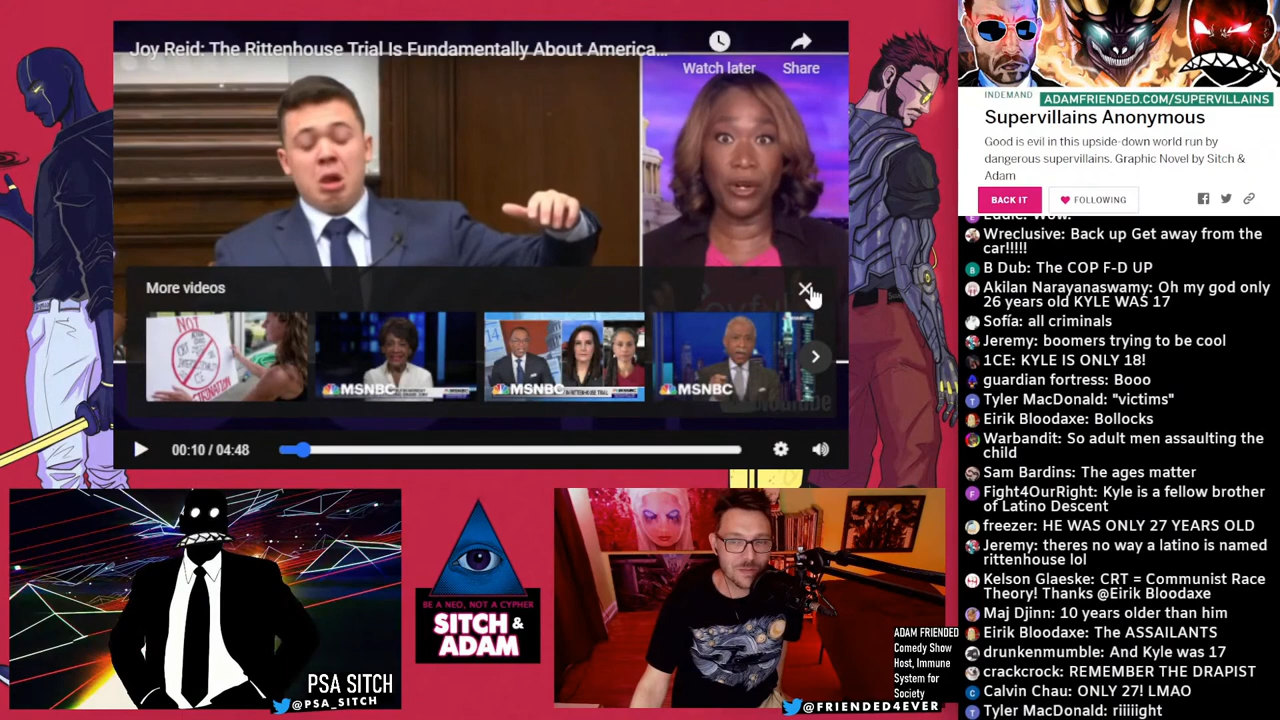 Joy Reid: The Rittenhouse Trial Is Fundamentally About America...
Watch later
Share
More videos
NOT
MSNBC
MSNBC
MSNBC
00:10 / 04:48
BE A NEO, NOT A CYPHER
SITCH &
ADAM
PSA SITCH
@PSA_SITCH
ADAM FRIENDED
Comedy Show
Host, Immune
System for
Society
@FRIENDED4EVER
INDEMAND
ADAMFRIENDED.COM/SUPERVILLAINS
Supervillains Anonymous
Good is evil in this upside-down world run by
dangerous supervillains. Graphic Novel by Sitch &
Adam
BACK IT
FOLLOWING
Eddie: Wow.
Wreclusive: Back up Get away from the
car!!!!!
B Dub: The COP F-D UP
Akilan Narayanaswamy: Oh my god only
26 years old KYLE WAS 17
Sofía: all criminals
Jeremy: boomers trying to be cool
1CE: KYLE IS ONLY 18!
guardian fortress: Booo
Tyler MacDonald: "victims"
Eirik Bloodaxe: Bollocks
Warbandit: So adult men assaulting the
child
Sam Bardins: The ages matter
Fight4OurRight: Kyle is a fellow brother
of Latino Descent
freezer: HE WAS ONLY 27 YEARS OLD
Jeremy: theres no way a latino is named
rittenhouse lol
Kelson Glaeske: CRT = Communist Race
Theory! Thanks @Eirik Bloodaxe
Maj Djinn: 10 years older than him
Eirik Bloodaxe: The ASSAILANTS
drunkenmumble: And Kyle was 17
crackcrock: REMEMBER THE DRAPIST
Calvin Chau: ONLY 27! LMAO
Tyler MacDonald: riiiiight